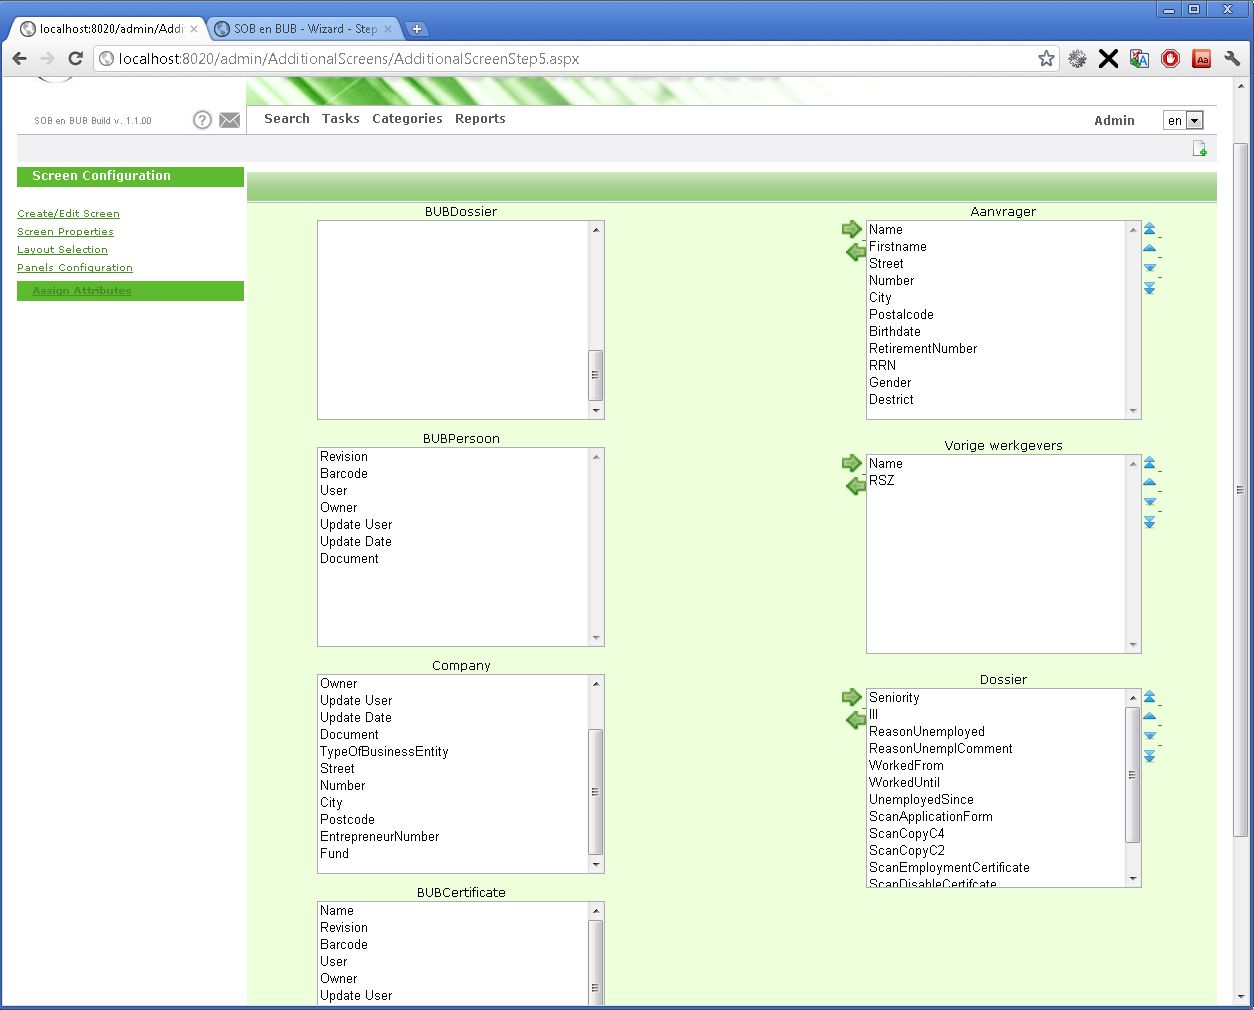 localhost:8020/admin/Addi
SOB en BUB - Wizard - Step
localhost:8020/admin/AdditionalScreens/AdditionalScreenStep5.aspx
SOB en BUB Build v. 1.1.00
Search Tasks Categories Reports
Admin
en
Screen Configuration
Create/Edit Screen
Screen Properties
Layout Selection
Panels Configuration
Assign Attributes
BUBDossier
BUBPersoon
Revision
Barcode
User
Owner
Update User
Update Date
Document
Company
Owner
Update User
Update Date
Document
TypeOfBusinessEntity
Street
Number
City
Postcode
EntrepreneurNumber
Fund
BUBCertificate
Name
Revision
Barcode
User
Owner
Update User
Aanvrager
Name
Firstname
Street
Number
City
Postalcode
Birthdate
RetirementNumber
RRN
Gender
Destrict
Vorige werkgevers
Name
RSZ
Dossier
Seniority
Ill
ReasonUnemployed
ReasonUnemplComment
WorkedFrom
WorkedUntil
UnemployedSince
ScanApplicationForm
ScanCopyC4
ScanCopyC2
ScanEmploymentCertificate
ScanDisableCertifcate